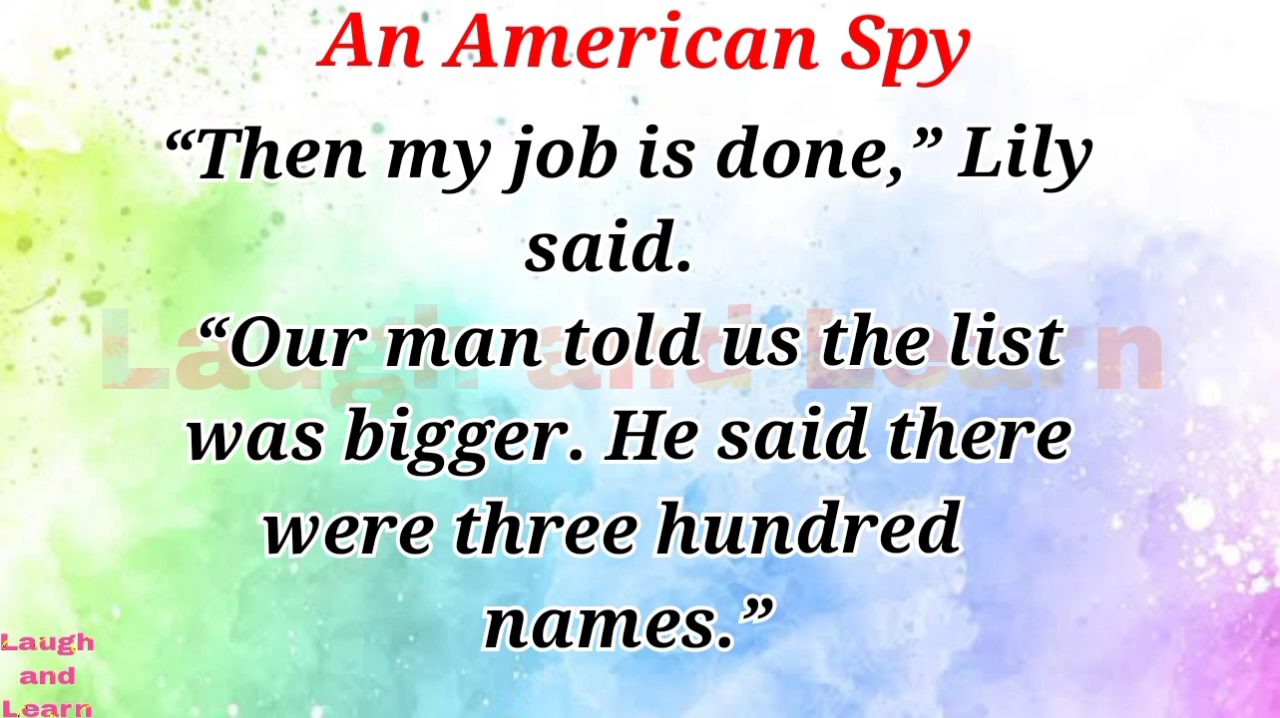 An American Spy
“Then my job is done,” Lily
said.
“Our man told us the list
was bigger. He said there
were three hundred
names.”
Laugh and Learn
Laugh
and
Learn